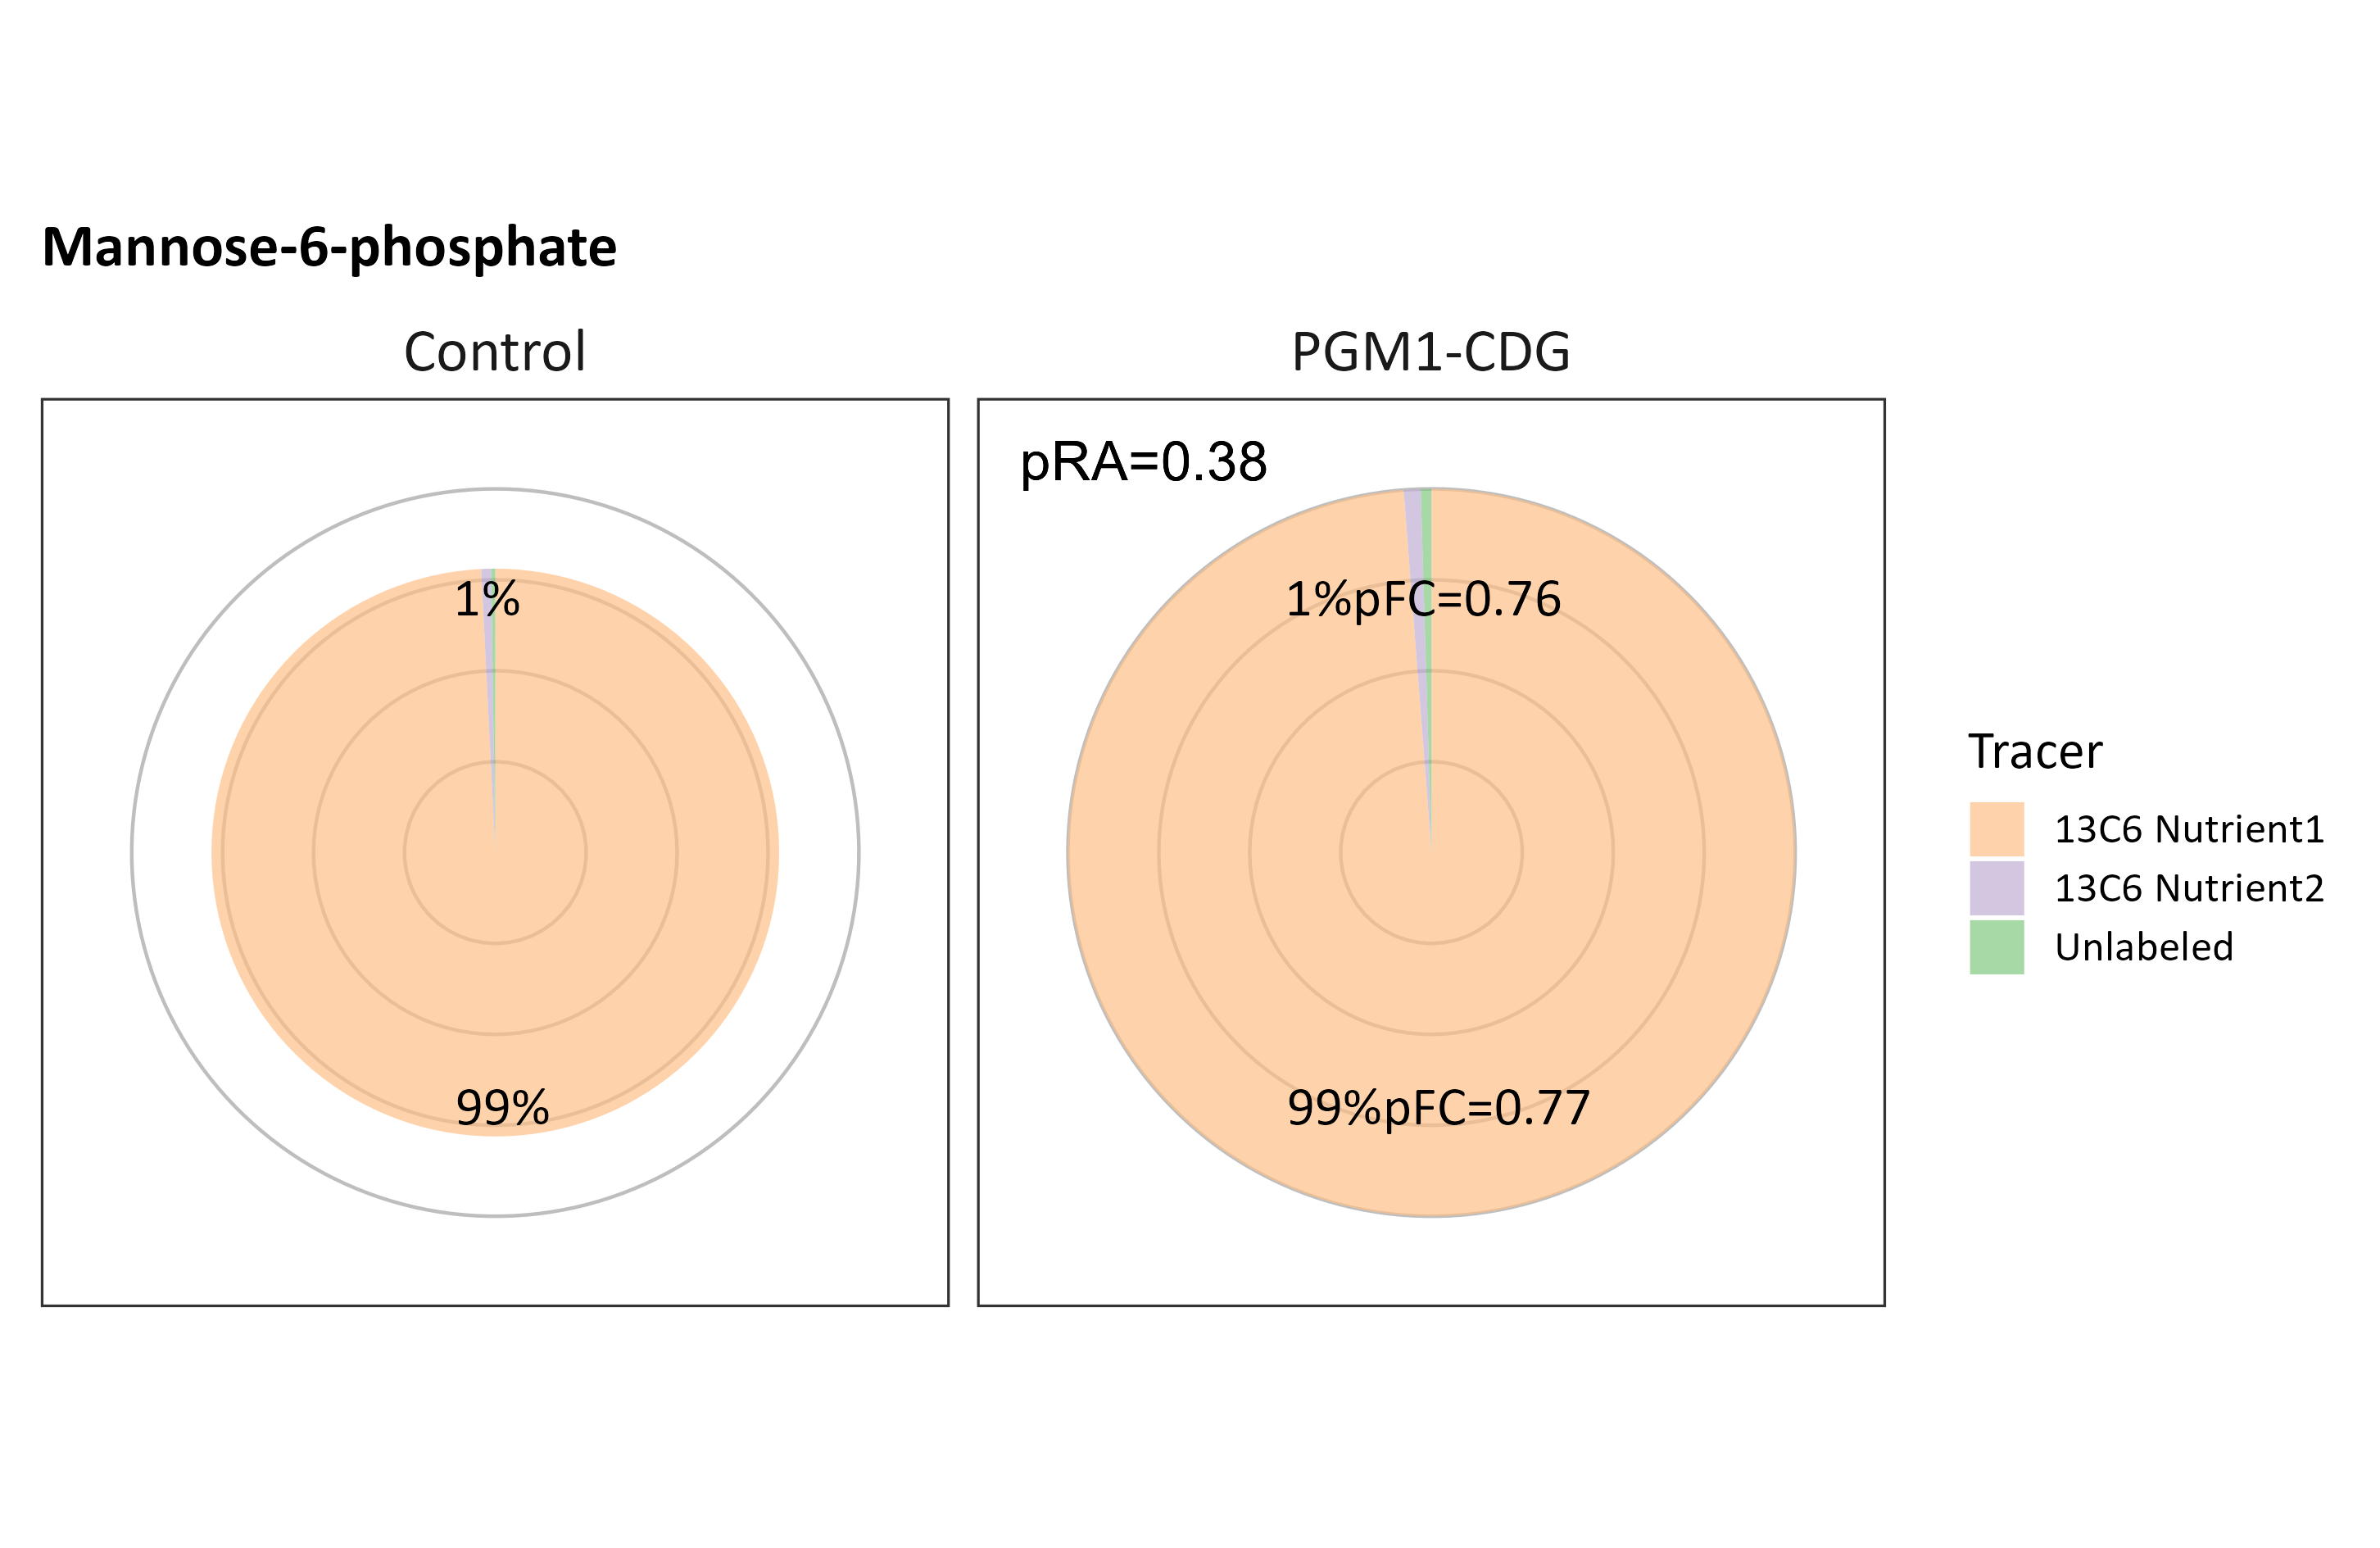 Mannose-6-phosphate
Control
PGM1-CDG
pRA=0.38
1%
1%pFC=0.76
99%
99%pFC=0.77
Tracer
13C6 Nutrient1
13C6 Nutrient2
Unlabeled